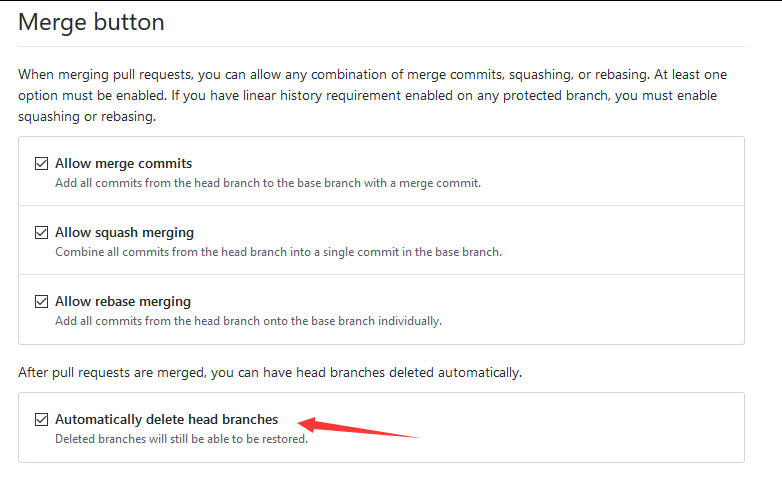 Merge button
When merging pull requests, you can allow any combination of merge commits, squashing, or rebasing. At least one
option must be enabled. If you have linear history requirement enabled on any protected branch, you must enable
squashing or rebasing.
Allow merge commits
Add all commits from the head branch to the base branch with a merge commit.
Allow squash merging
Combine all commits from the head branch into a single commit in the base branch.
Allow rebase merging
Add all commits from the head branch onto the base branch individually.
After pull requests are merged, you can have head branches deleted automatically.
Automatically delete head branches
Deleted branches will still be able to be restored.